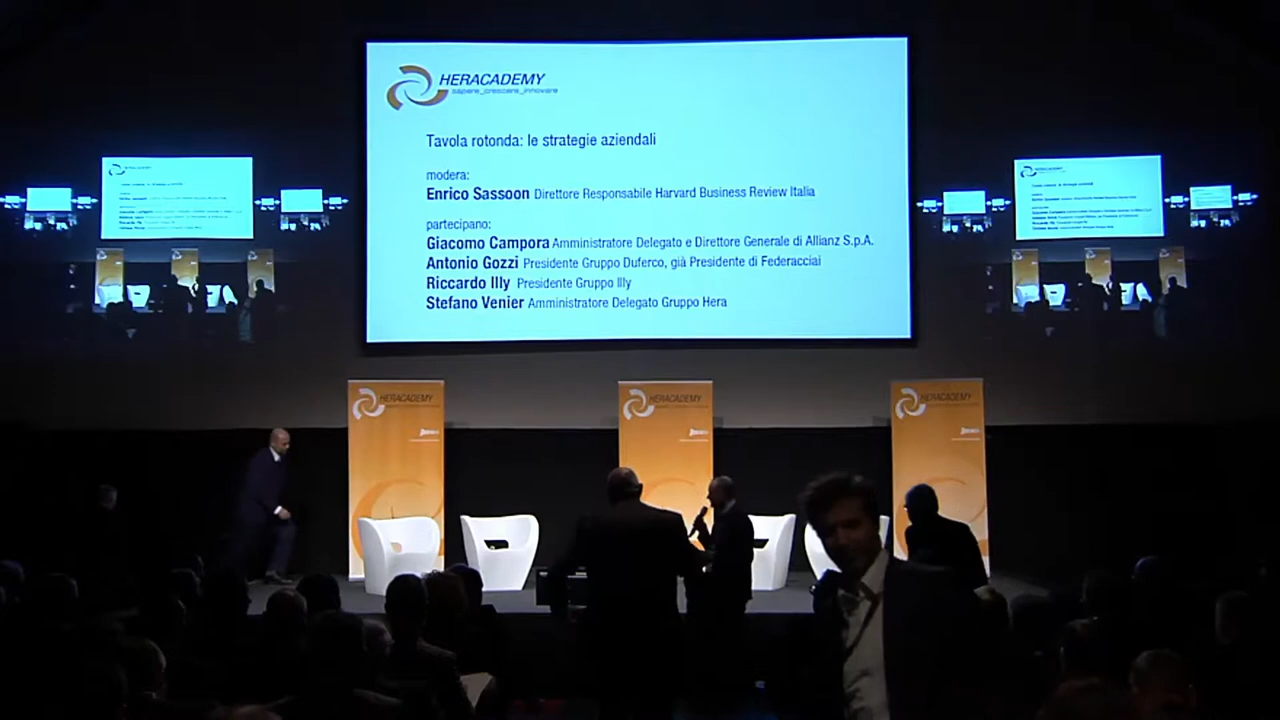 HERACADEMY
sapere_crescere_innovare
Tavola rotonda: le strategie aziendali
modera:
Enrico Sassoon Direttore Responsabile Harvard Business Review Italia
partecipano:
Giacomo Campora Amministratore Delegato e Direttore Generale di Allianz S.p.A.
Antonio Gozzi Presidente Gruppo Duferco, già Presidente di Federacciai
Riccardo Illy Presidente Gruppo Illy
Stefano Venier Amministratore Delegato Gruppo Hera
HERACADEMY
HERACADEMY
HERACADEMY